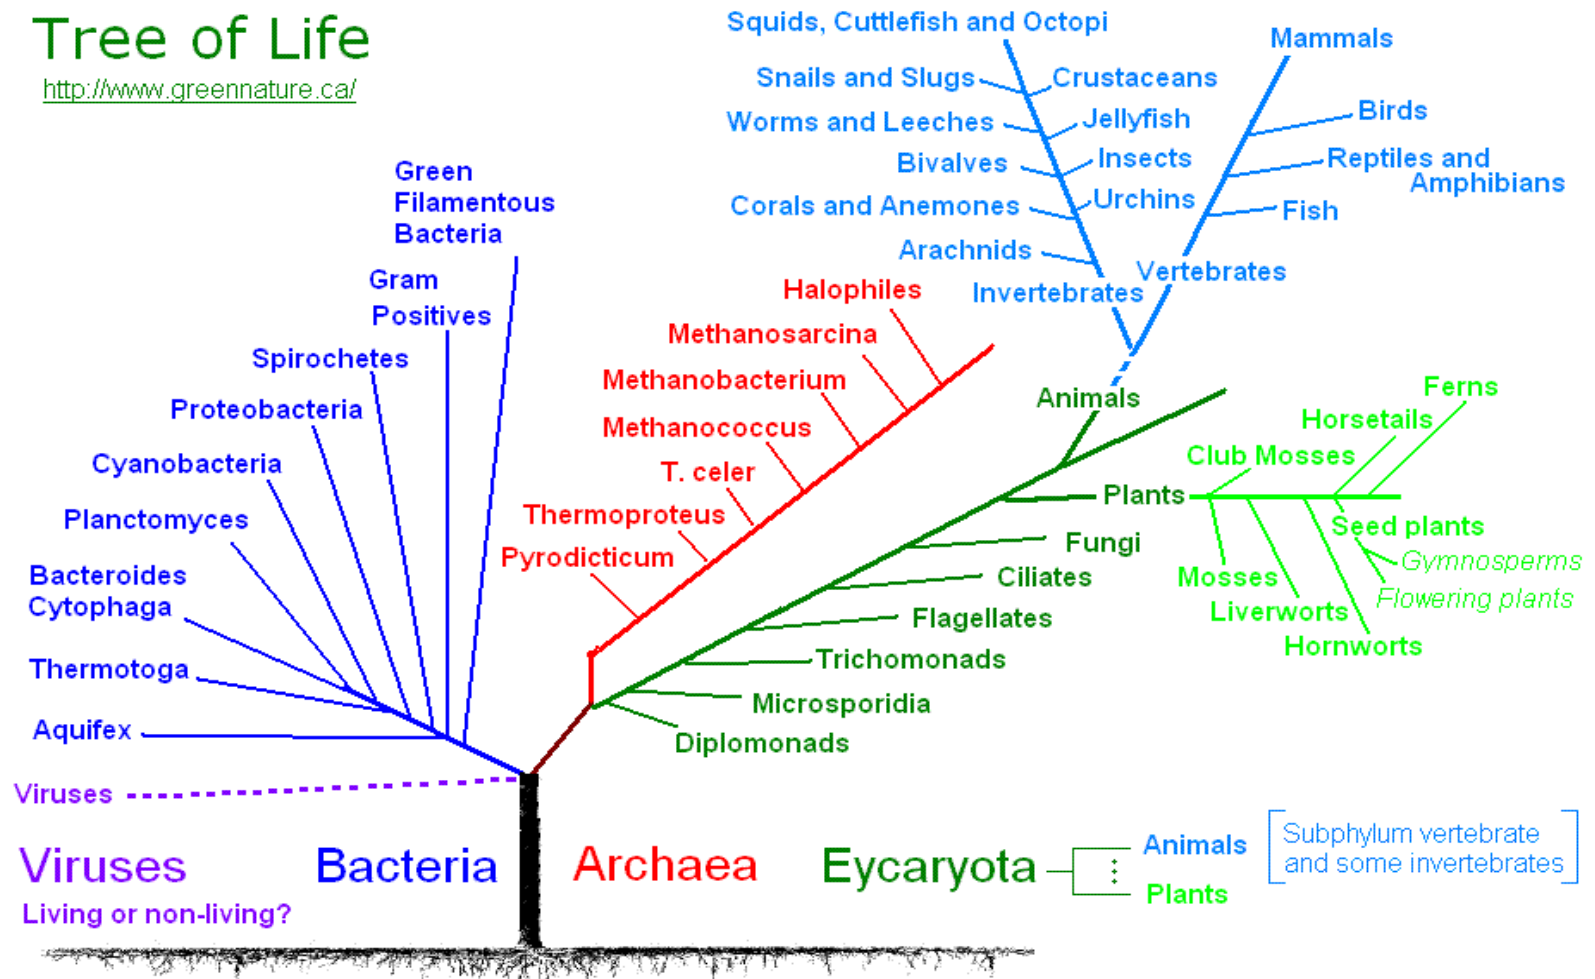 Tree of Life
http://www.greennature.ca/
Squids, Cuttlefish and Octopi
Mammals
Snails and Slugs
Crustaceans
Birds
Worms and Leeches
Jellyfish
Bivalves
Insects
Reptiles and
Amphibians
Corals and Anemones
Urchins
Fish
Arachnids
Vertebrates
Invertebrates
Green
Filamentous
Bacteria
Gram
Positives
Spirochetes
Proteobacteria
Cyanobacteria
Planctomyces
Bacteroides
Cytophaga
Thermotoga
Aquifex
Viruses
Halophiles
Methanosarcina
Methanobacterium
Methanococcus
T. celer
Thermoproteus
Pyrodicticum
Animals
Plants
Fungi
Ciliates
Flagellates
Trichomonads
Microsporidia
Diplomonads
Ferns
Horsetails
Club Mosses
Seed plants
Gymnosperms
Flowering plants
Mosses
Liverworts
Hornworts
Viruses
Living or non-living?
Bacteria
Archaea
Eycaryota
Animals
Plants
Subphylum vertebrate
and some invertebrates